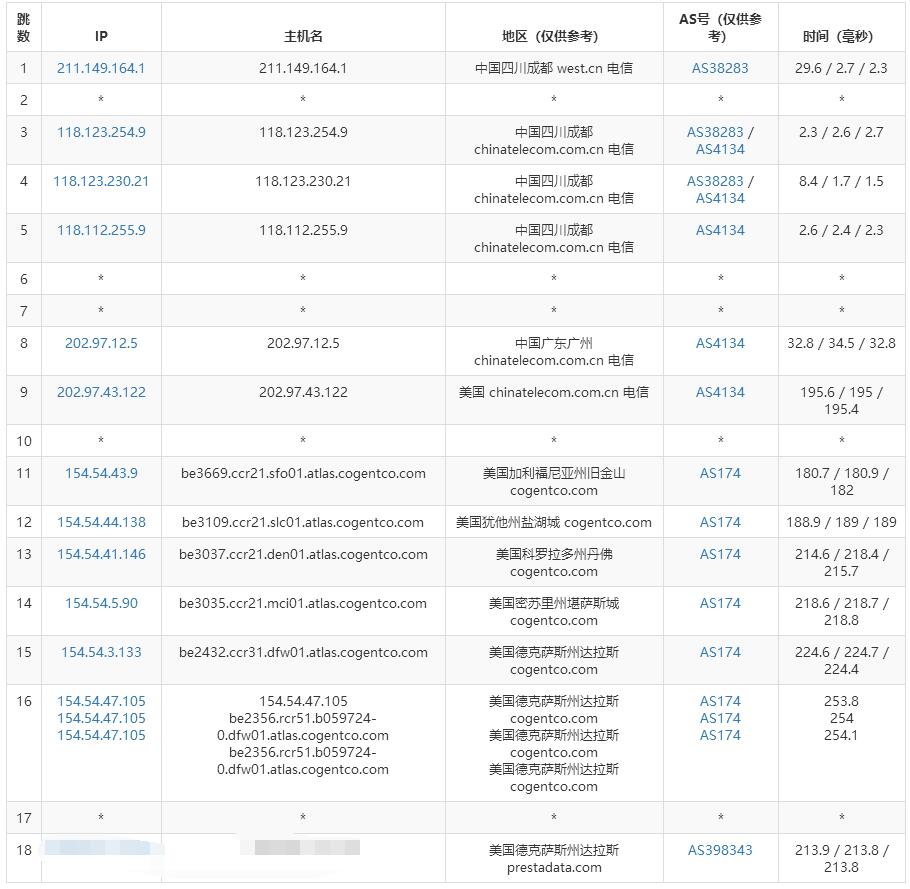 跳数 IP 主机名 地区（仅供参考） AS号（仅供参考） 时间（毫秒）
1 211.149.164.1 211.149.164.1 中国四川成都 west.cn 电信 AS38283 29.6 / 2.7 / 2.3
2 * * * * *
3 118.123.254.9 118.123.254.9 中国四川成都 chinatelecom.com.cn 电信 AS38283 / AS4134 2.3 / 2.6 / 2.7
4 118.123.230.21 118.123.230.21 中国四川成都 chinatelecom.com.cn 电信 AS38283 / AS4134 8.4 / 1.7 / 1.5
5 118.112.255.9 118.112.255.9 中国四川成都 chinatelecom.com.cn 电信 AS4134 2.6 / 2.4 / 2.3
6 * * * * *
7 * * * * *
8 202.97.12.5 202.97.12.5 中国广东广州 chinatelecom.com.cn 电信 AS4134 32.8 / 34.5 / 32.8
9 202.97.43.122 202.97.43.122 美国 chinatelecom.com.cn 电信 AS4134 195.6 / 195 / 195.4
10 * * * * *
11 154.54.43.9 be3669.ccr21.sfo01.atlas.cogentco.com 美国加利福尼亚州旧金山 cogentco.com AS174 180.7 / 180.9 / 182
12 154.54.44.138 be3109.ccr21.slc01.atlas.cogentco.com 美国犹他州盐湖城 cogentco.com AS174 188.9 / 189 / 189
13 154.54.41.146 be3037.ccr21.den01.atlas.cogentco.com 美国科罗拉多州丹佛 cogentco.com AS174 214.6 / 218.4 / 215.7
14 154.54.5.90 be3035.ccr21.mci01.atlas.cogentco.com 美国密苏里州堪萨斯城 cogentco.com AS174 218.6 / 218.7 / 218.8
15 154.54.3.133 be2432.ccr31.dfw01.atlas.cogentco.com 美国德克萨斯州达拉斯 cogentco.com AS174 224.6 / 224.7 / 224.4
16 154.54.47.105 154.54.47.105 美国德克萨斯州达拉斯 cogentco.com AS174 253.8
154.54.47.105 be2356.rcr51.b059724-0.dfw01.atlas.cogentco.com 美国德克萨斯州达拉斯 cogentco.com AS174 254
154.54.47.105 be2356.rcr51.b059724-0.dfw01.atlas.cogentco.com 美国德克萨斯州达拉斯 cogentco.com AS174 254.1
17 * * * * *
18 美国德克萨斯州达拉斯 prestadata.com AS398343 213.9 / 213.8 / 213.8